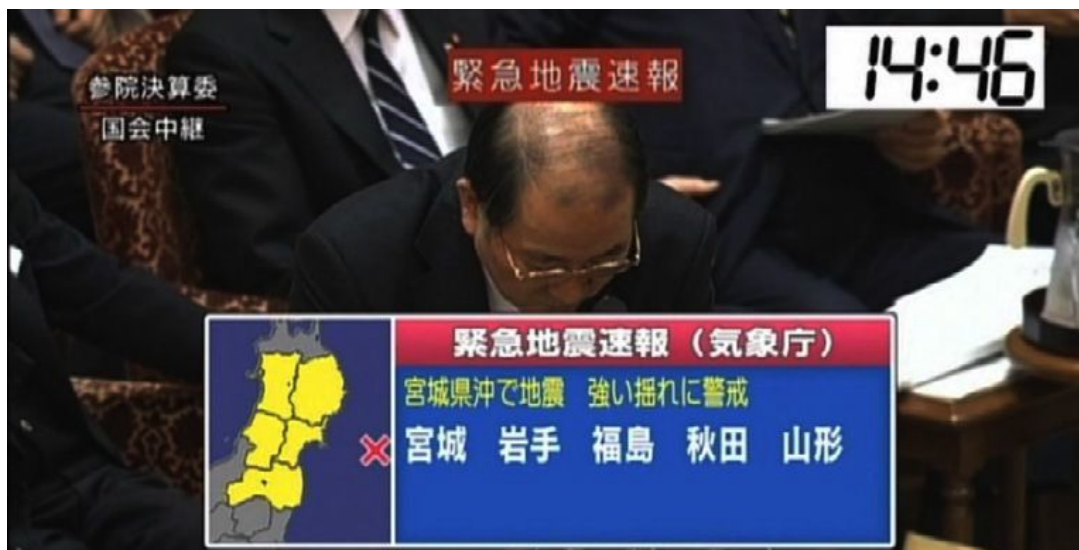 参院決算委
国会中継
緊急地震速報
14:46
緊急地震速報（気象庁）
宮城県沖で地震 強い揺れに警戒
宮城 岩手 福島 秋田 山形